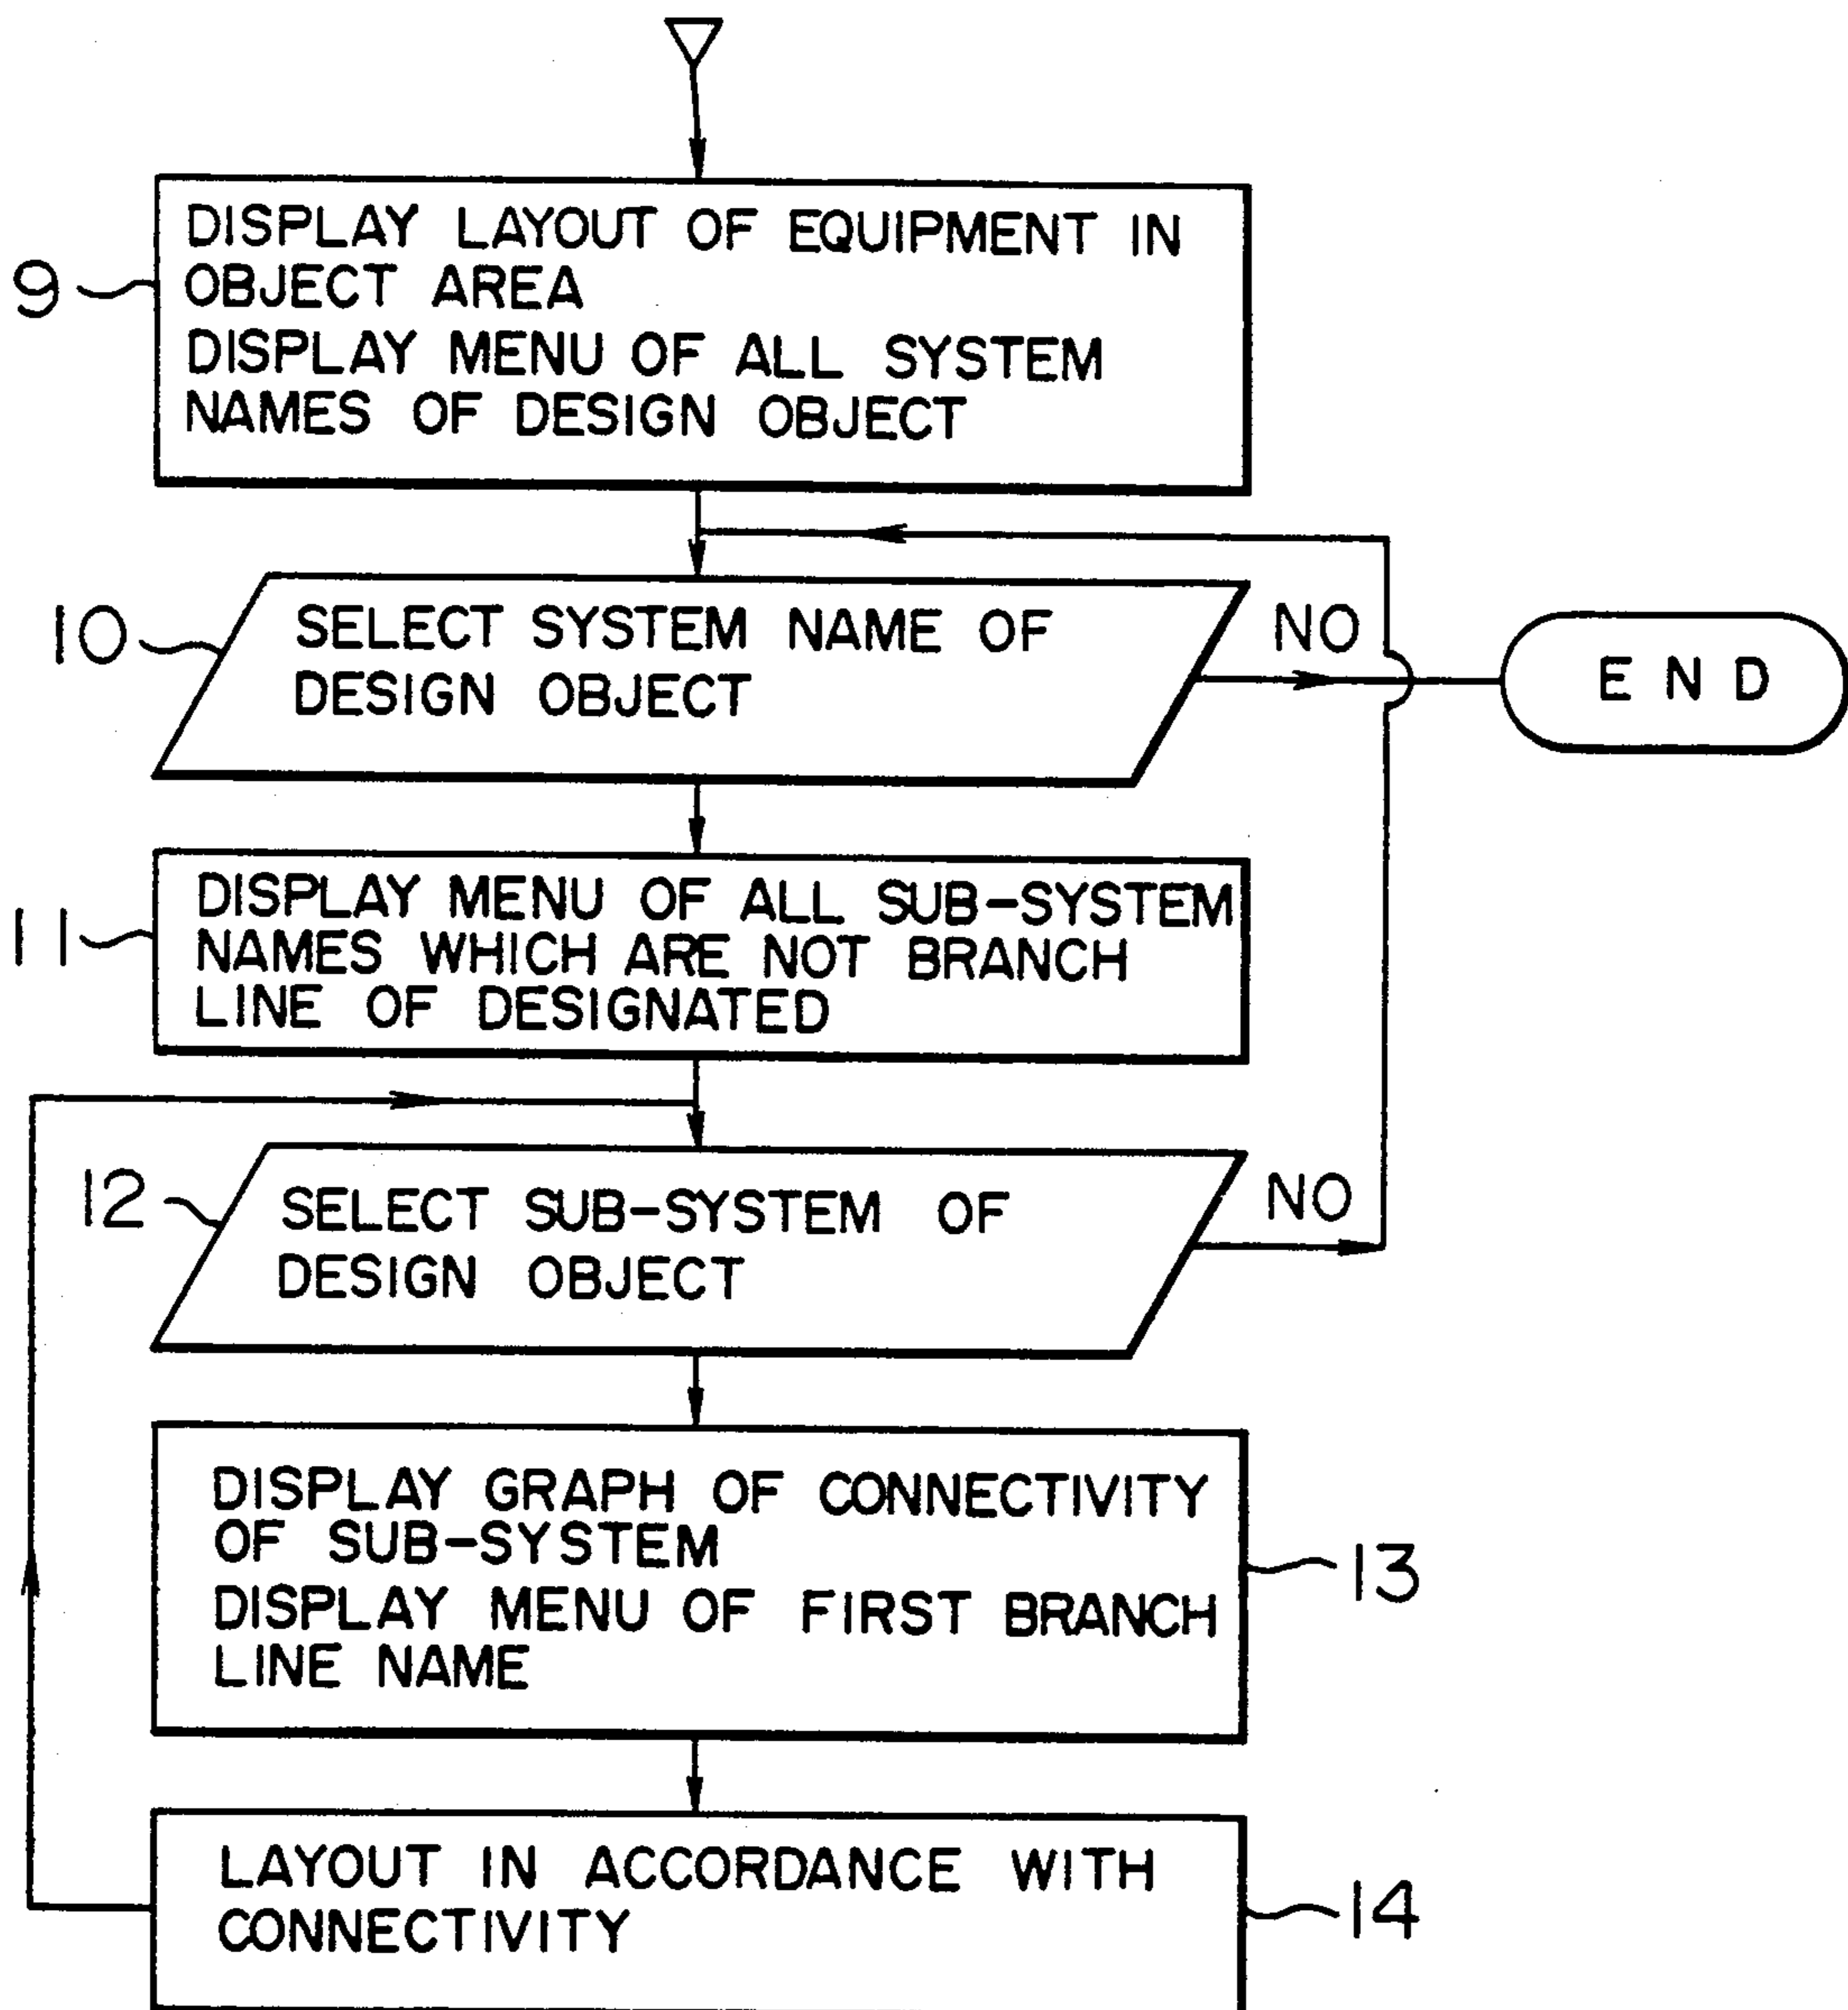 9
DISPLAY LAYOUT OF EQUIPMENT IN
OBJECT AREA
DISPLAY MENU OF ALL SYSTEM
NAMES OF DESIGN OBJECT
10
SELECT SYSTEM NAME OF
DESIGN OBJECT
NO
END
11
DISPLAY MENU OF ALL SUB-SYSTEM
NAMES WHICH ARE NOT BRANCH
LINE OF DESIGNATED
12
SELECT SUB-SYSTEM OF
DESIGN OBJECT
NO
DISPLAY GRAPH OF CONNECTIVITY
OF SUB-SYSTEM
DISPLAY MENU OF FIRST BRANCH
LINE NAME
13
LAYOUT IN ACCORDANCE WITH
CONNECTIVITY
14